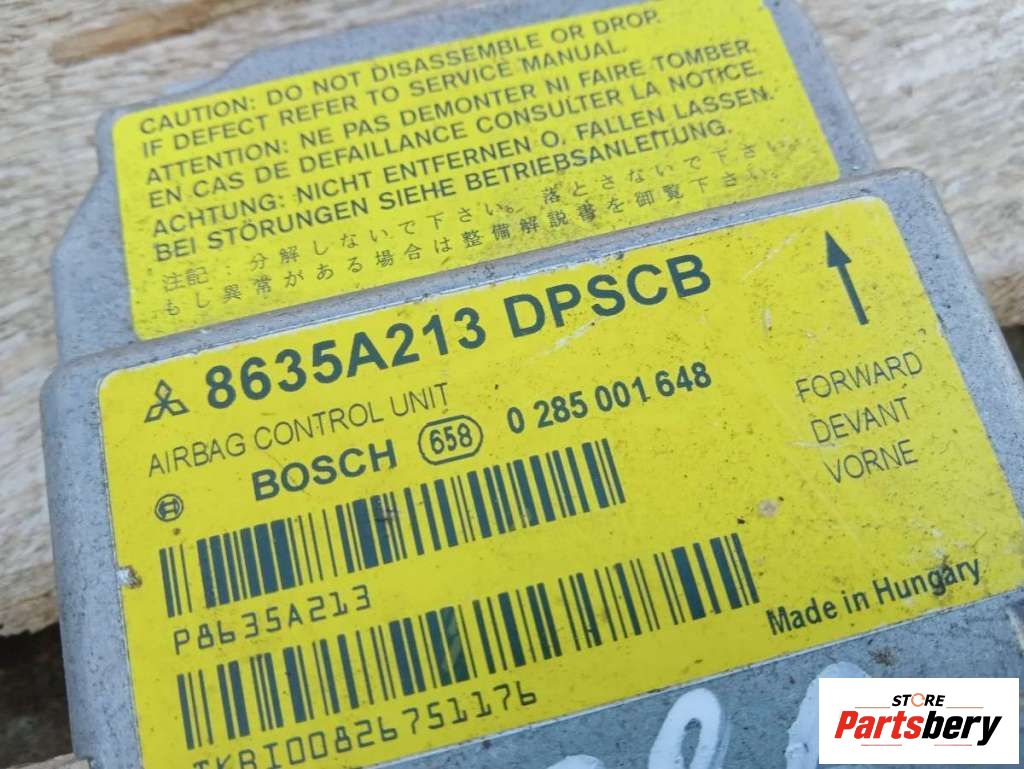 CAUTION: DO NOT DISASSEMBLE OR DROP.
IF DEFECT REFER TO SERVICE MANUAL.
ATTENTION: NE PAS DEMONTER NI FAIRE TOMBER.
EN CAS DE DEFAILLANCE CONSULTER LA NOTICE.
ACHTUNG: NICHT ENTFERNEN O. FALLEN LASSEN.
BEI STÖRUNGEN SIEHE BETRIEBSANLEITUNG.
注記：分解しないで下さい。落とさないで下さい。
もし異常がある場合は整備解説書を御覧下さい。
8635A213 DPSCB
AIRBAG CONTROL UNIT
BOSCH 658 0 285 001 648
FORWARD
DEVANT
VORNE
P8635A213
Made in Hungary
TKBI00826751176
STORE
Partsbery